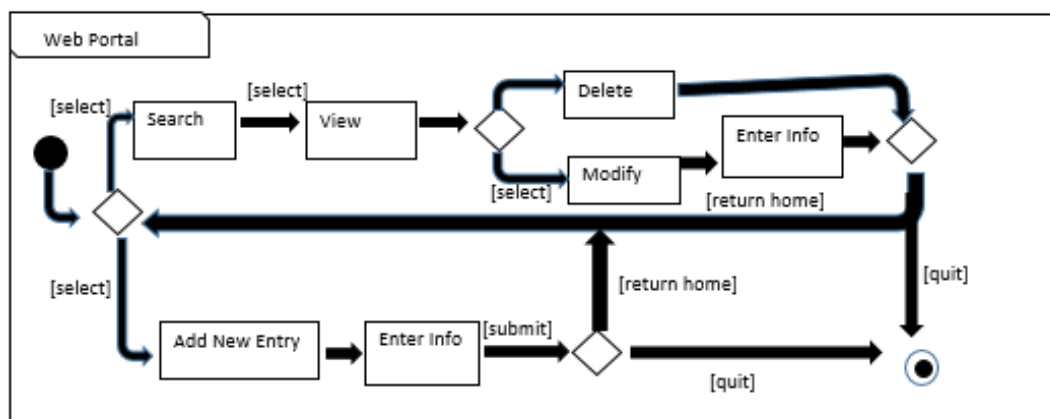 Web Portal
[select]
Search
[select]
View
Delete
Enter Info
[select]
Modify
[return home]
[select]
[return home]
[quit]
Add New Entry
Enter Info
[submit]
[quit]